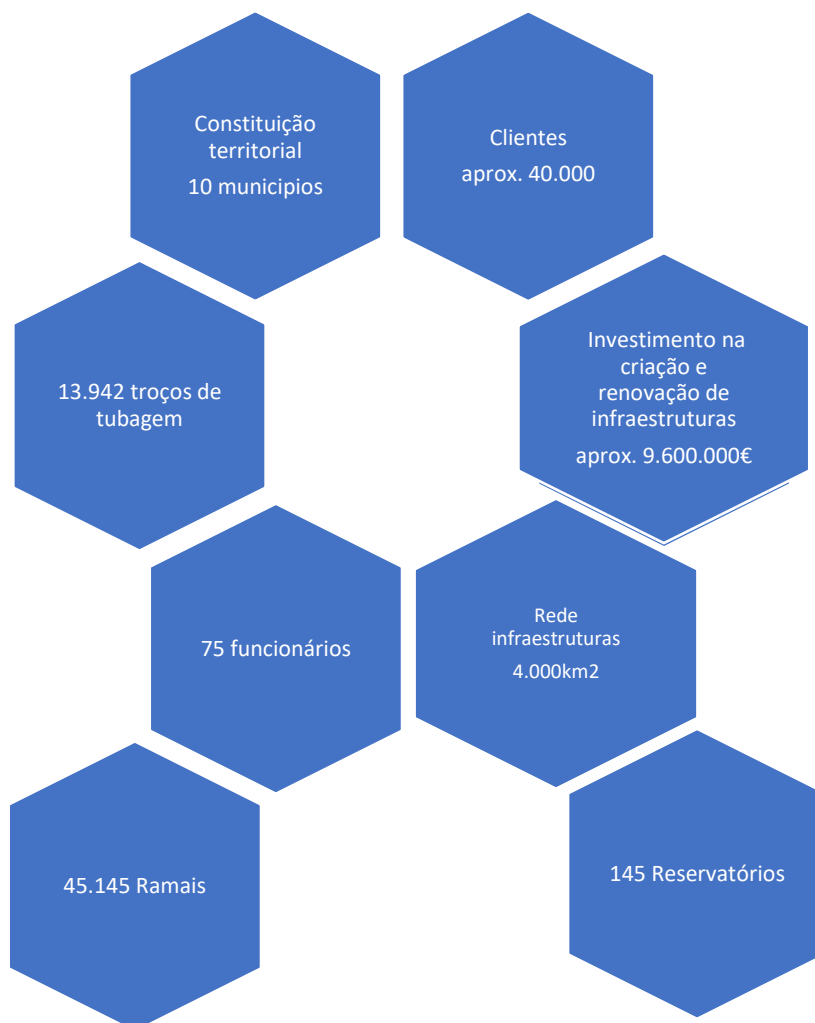 Constituição
territorial
10 municipios
Clientes
aprox. 40.000
13.942 troços de
tubagem
Investimento na
criação e
renovação de
infraestruturas
aprox. 9.600.000€
75 funcionários
Rede
infraestruturas
4.000km2
45.145 Ramais
145 Reservatórios